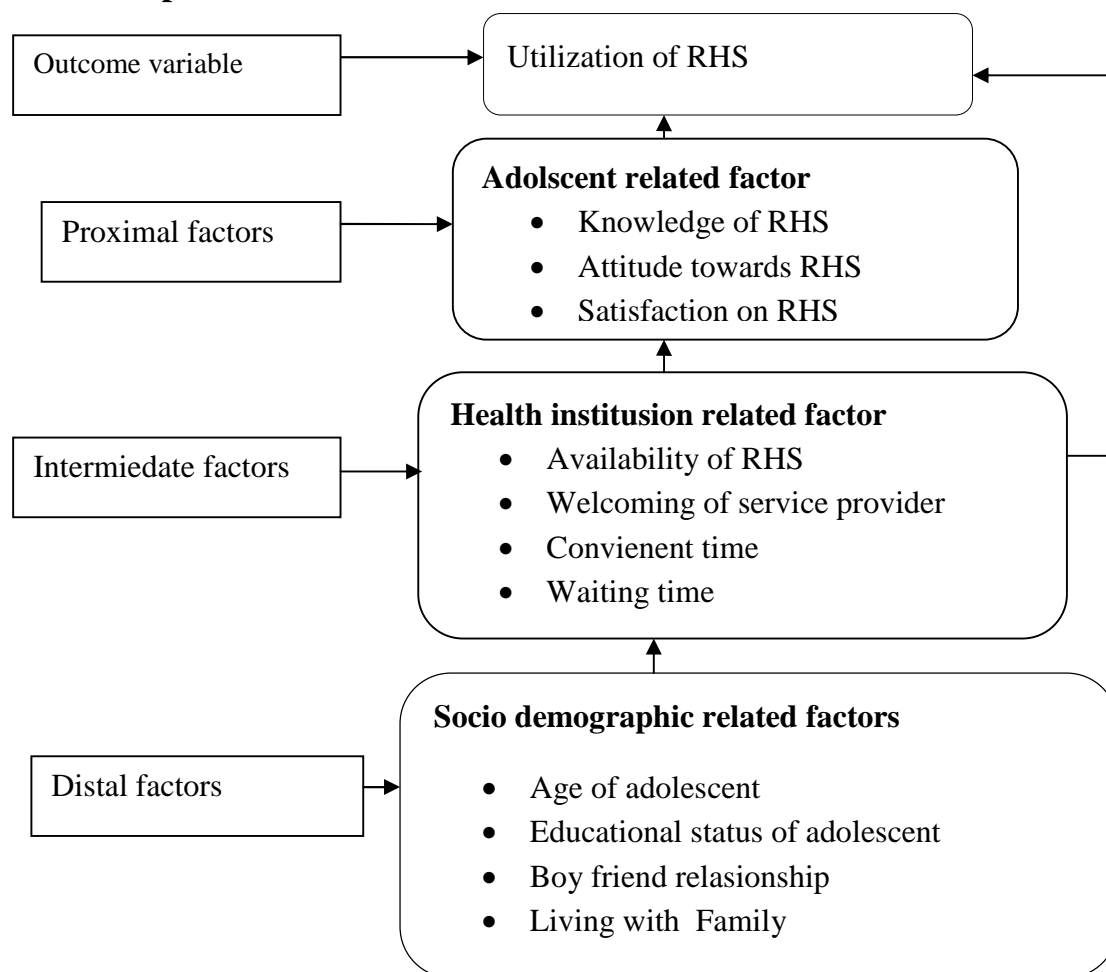 Outcome variable
Utilization of RHS
Adolscent related factor
• Knowledge of RHS
• Attitude towards RHS
• Satisfaction on RHS
Proximal factors
Health institusion related factor
• Availability of RHS
• Welcoming of service provider
• Convienent time
• Waiting time
Intermiedate factors
Socio demographic related factors
• Age of adolescent
• Educational status of adolescent
• Boy friend relasionship
• Living with Family
Distal factors